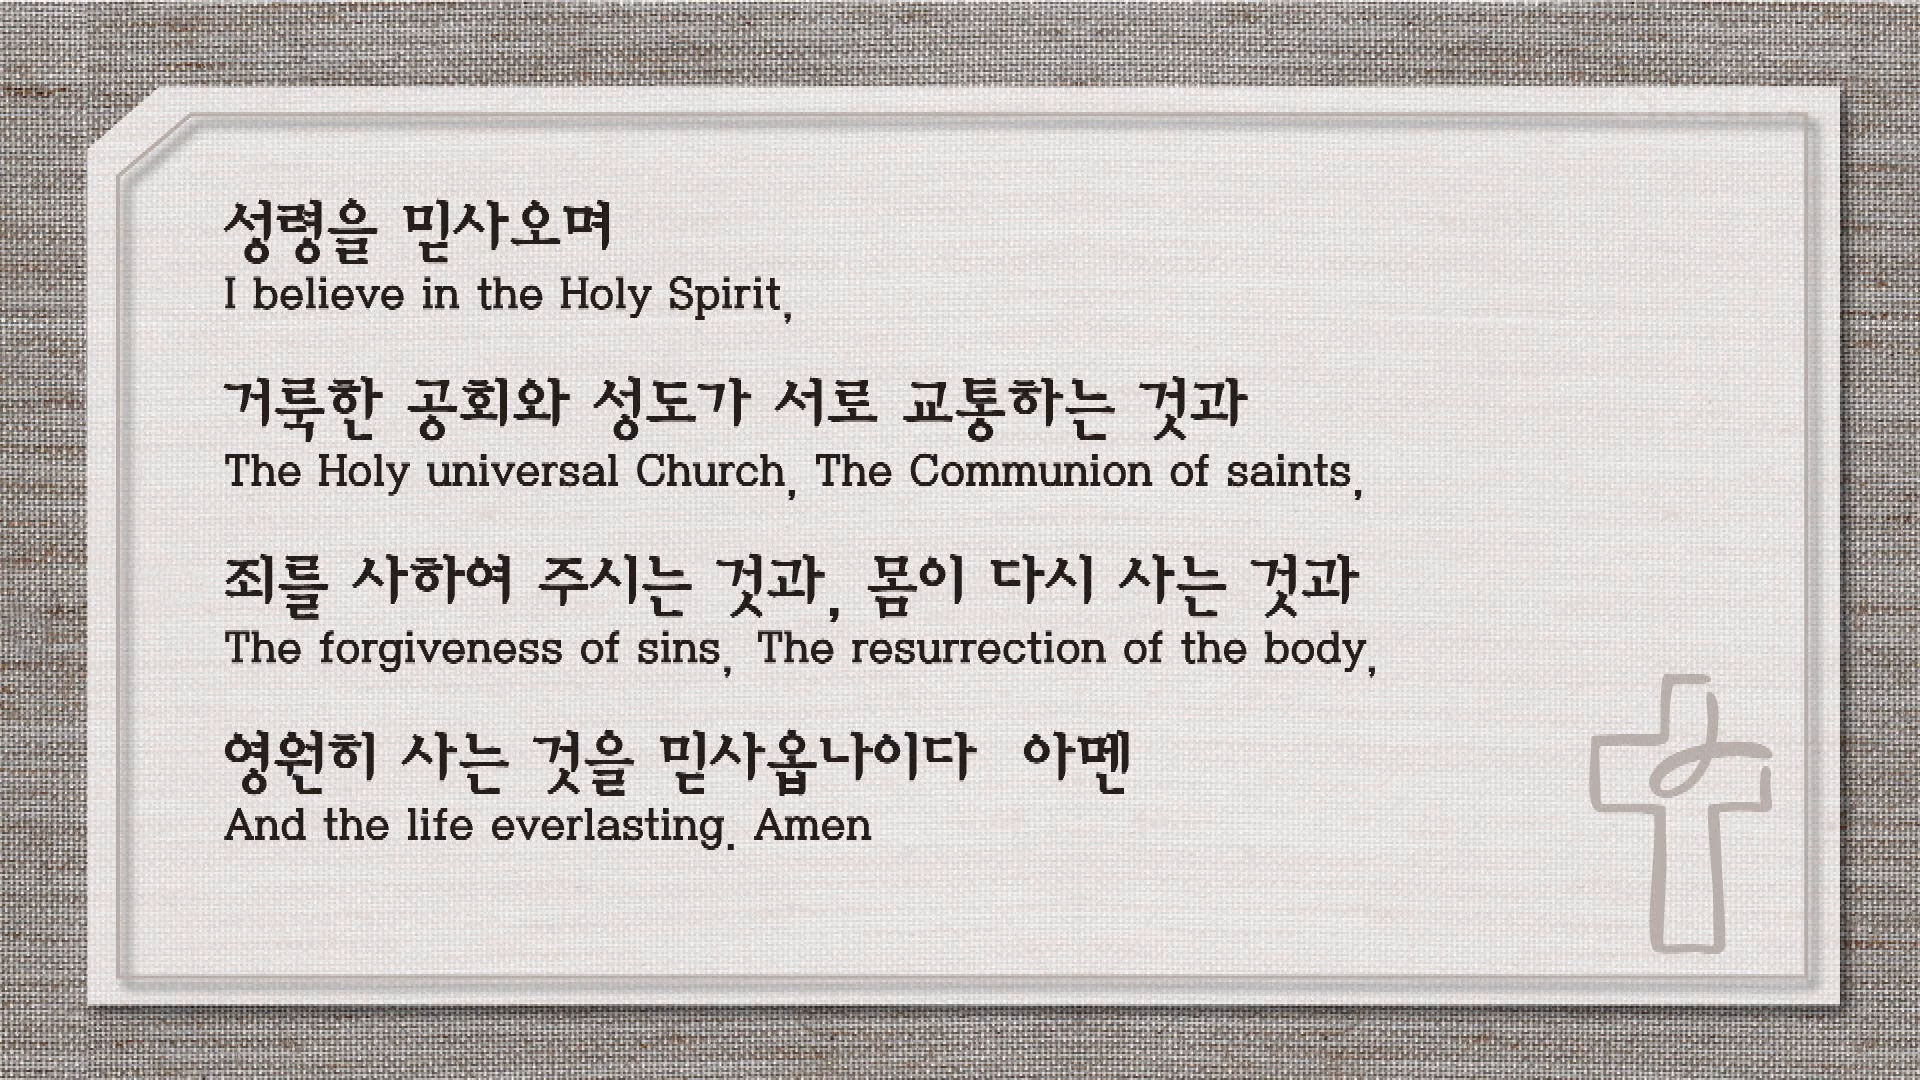 성령을 믿사오며
I believe in the Holy Spirit,
거룩한 공회와 성도가 서로 교통하는 것과
The Holy universal Church, The Communion of saints,
죄를 사하여 주시는 것과, 몸이 다시 사는 것과
The forgiveness of sins, The resurrection of the body,
영원히 사는 것을 믿사옵나이다 아멘
And the life everlasting. Amen